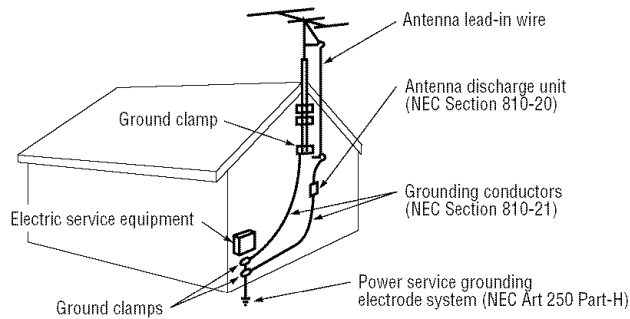 Antenna lead-in wire
Antenna discharge unit
(NEC Section 810-20)
Ground clamp
Grounding conductors
(NEC Section 810-21)
Electric service equipment
Power service grounding
electrode system (NEC Art 250 Part-H)
Ground clamps